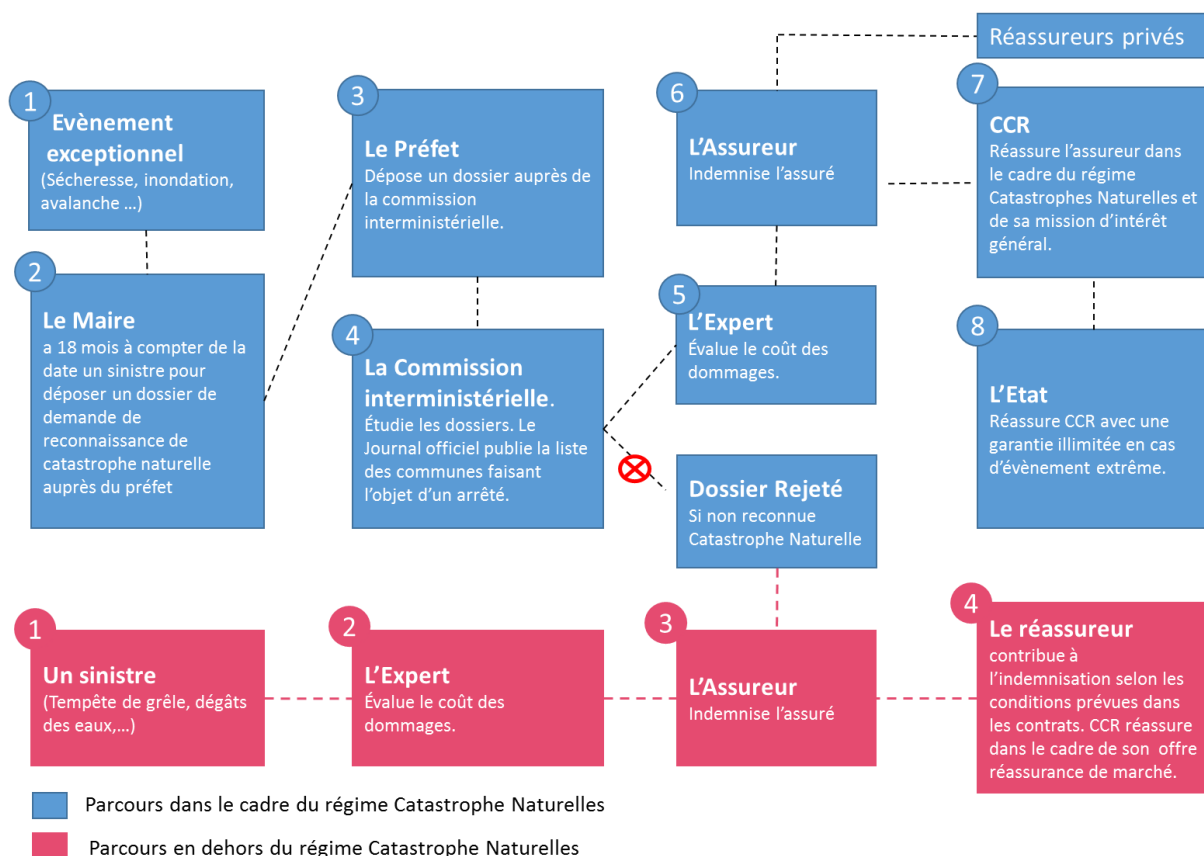 Réassureurs privés
1
Evènement
exceptionnel
(Sécheresse, inondation,
avalanche ...)
2
Le Maire
a 18 mois à compter de la
date un sinistre pour
déposer un dossier de
demande de
reconnaissance de
catastrophe naturelle
auprès du préfet
3
Le Préfet
Dépose un dossier auprès de
la commission
interministérielle.
4
La Commission
interministérielle.
Étudie les dossiers. Le
Journal officiel publie la liste
des communes faisant
l'objet d'un arrêté.
5
L'Expert
Évalue le coût des
dommages.
Dossier Rejeté
Si non reconnue
Catastrophe Naturelle
6
L'Assureur
Indemnise l'assuré
7
CCR
Réassure l'assureur dans
le cadre du régime
Catastrophes Naturelles et
de sa mission d'intérêt
général.
8
L'Etat
Réassure CCR avec une
garantie illimitée en cas
d'évènement extrême.
1
Un sinistre
(Tempête de grêle, dégâts
des eaux,...)
2
L'Expert
Évalue le coût des
dommages.
3
L'Assureur
Indemnise l'assuré
4
Le réassureur
contribue à
l'indemnisation selon les
conditions prévues dans
les contrats. CCR réassure
dans le cadre de son offre
réassurance de marché.
Parcours dans le cadre du régime Catastrophe Naturelles
Parcours en dehors du régime Catastrophe Naturelles